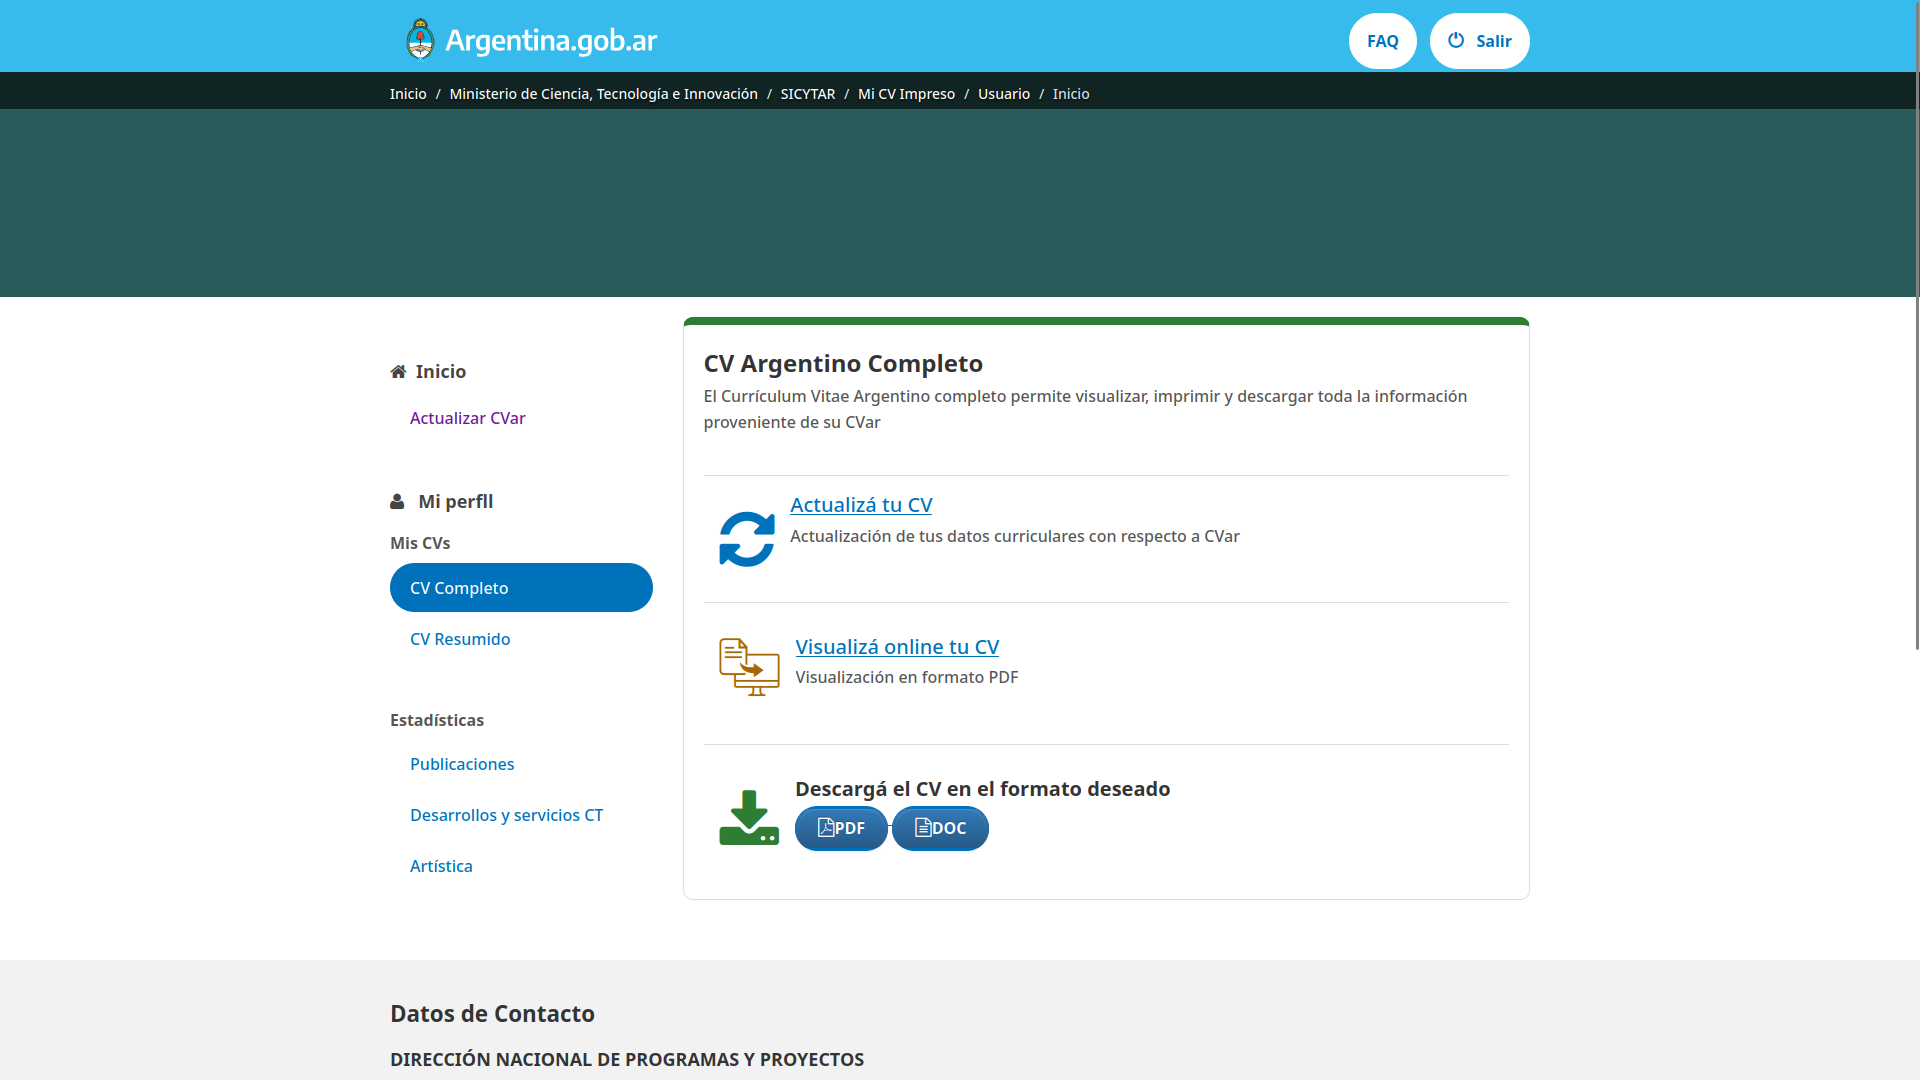 Argentina.gob.ar
FAQ
Salir
Inicio / Ministerio de Ciencia, Tecnología e Innovación / SICYTAR / Mi CV Impreso / Usuario / Inicio
Inicio
Actualizar CVar
Mi perfIl
Mis CVs
CV Completo
CV Resumido
Estadísticas
Publicaciones
Desarrollos y servicios CT
Artística
CV Argentino Completo
El Currículum Vitae Argentino completo permite visualizar, imprimir y descargar toda la información
proveniente de su CVar
Actualizá tu CV
Actualización de tus datos curriculares con respecto a CVar
Visualizá online tu CV
Visualización en formato PDF
Descargá el CV en el formato deseado
PDF
DOC
Datos de Contacto
DIRECCIÓN NACIONAL DE PROGRAMAS Y PROYECTOS